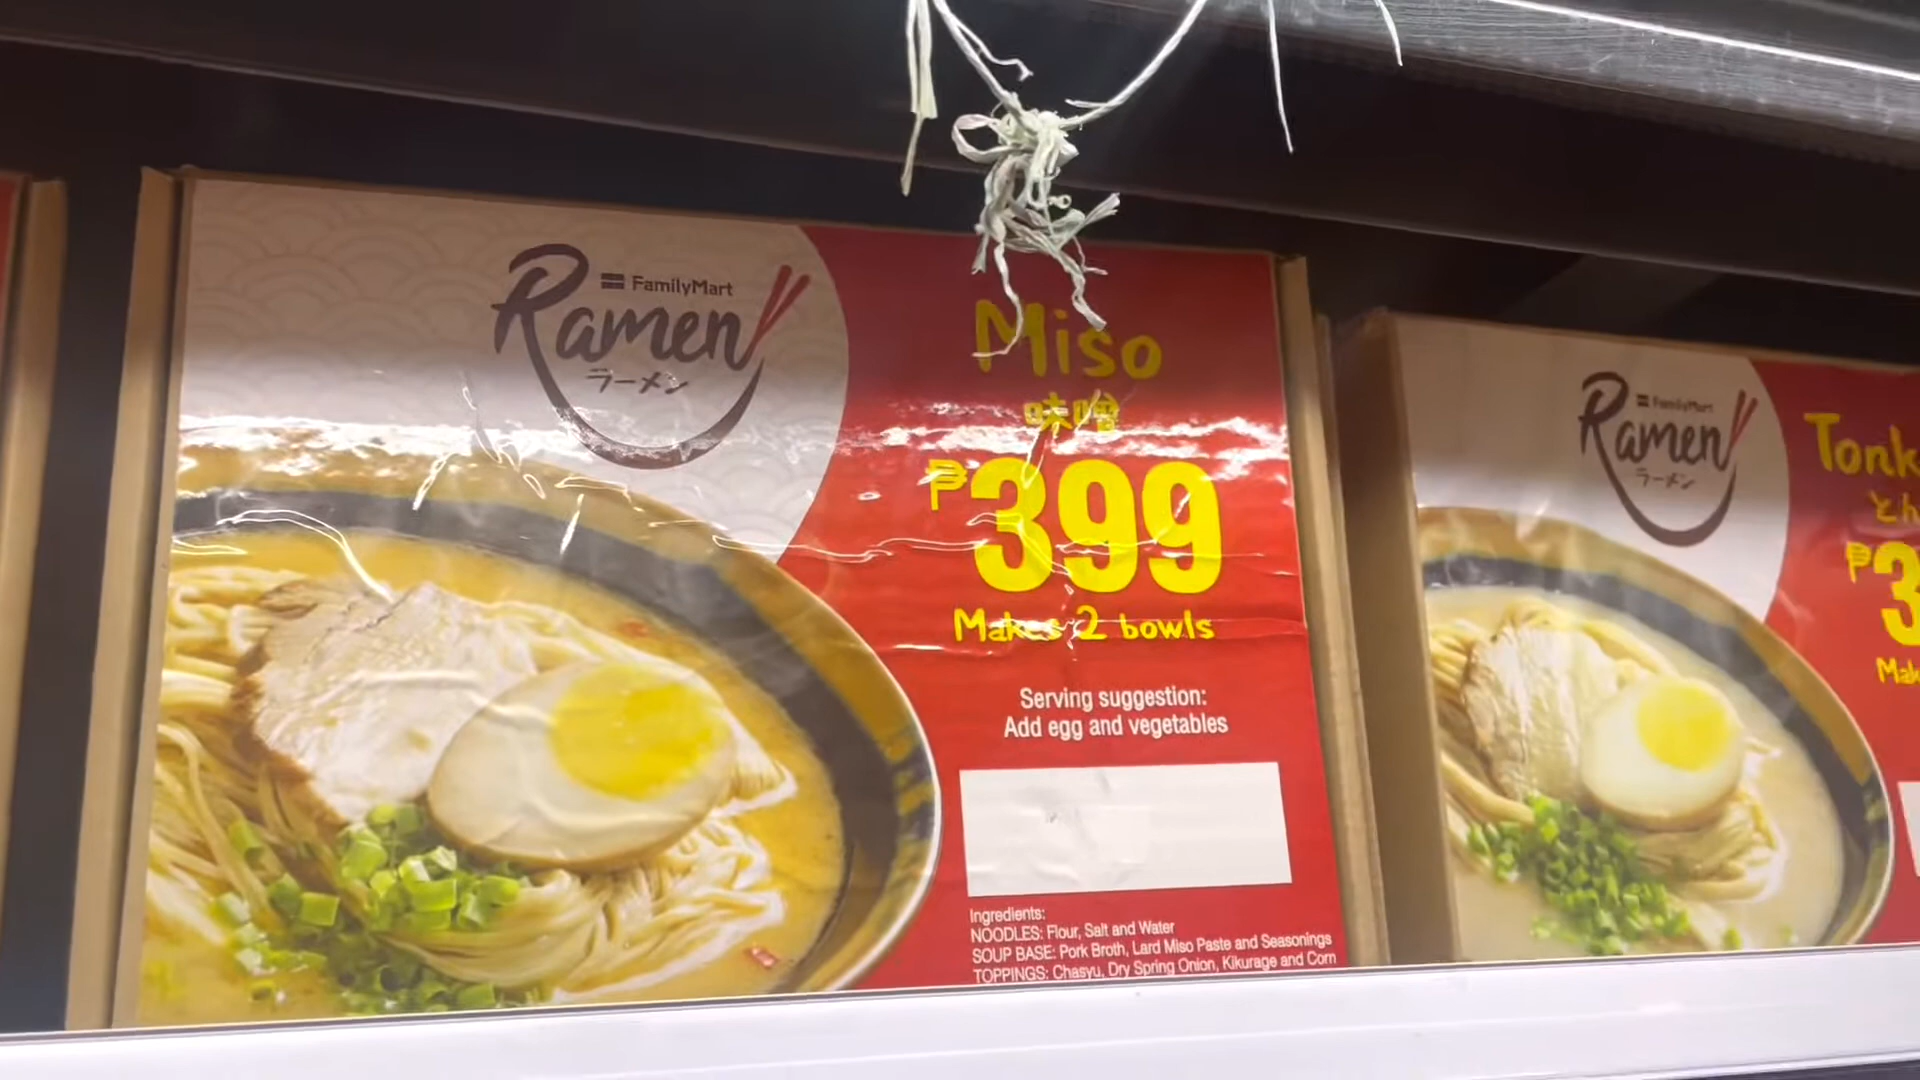 FamilyMart
Ramen
ラーメン
Miso
味噌
₱399
Makes 2 bowls
Serving suggestion:
Add egg and vegetables
Ingredients:
NOODLES: Flour, Salt and Water
SOUP BASE: Pork Broth, Lard Miso Paste and Seasonings
TOPPINGS: Chasyu, Dry Spring Onion, Kikurage and Corn
FamilyMart
Ramen
ラーメン
Tonk
とん
₱3
Mak